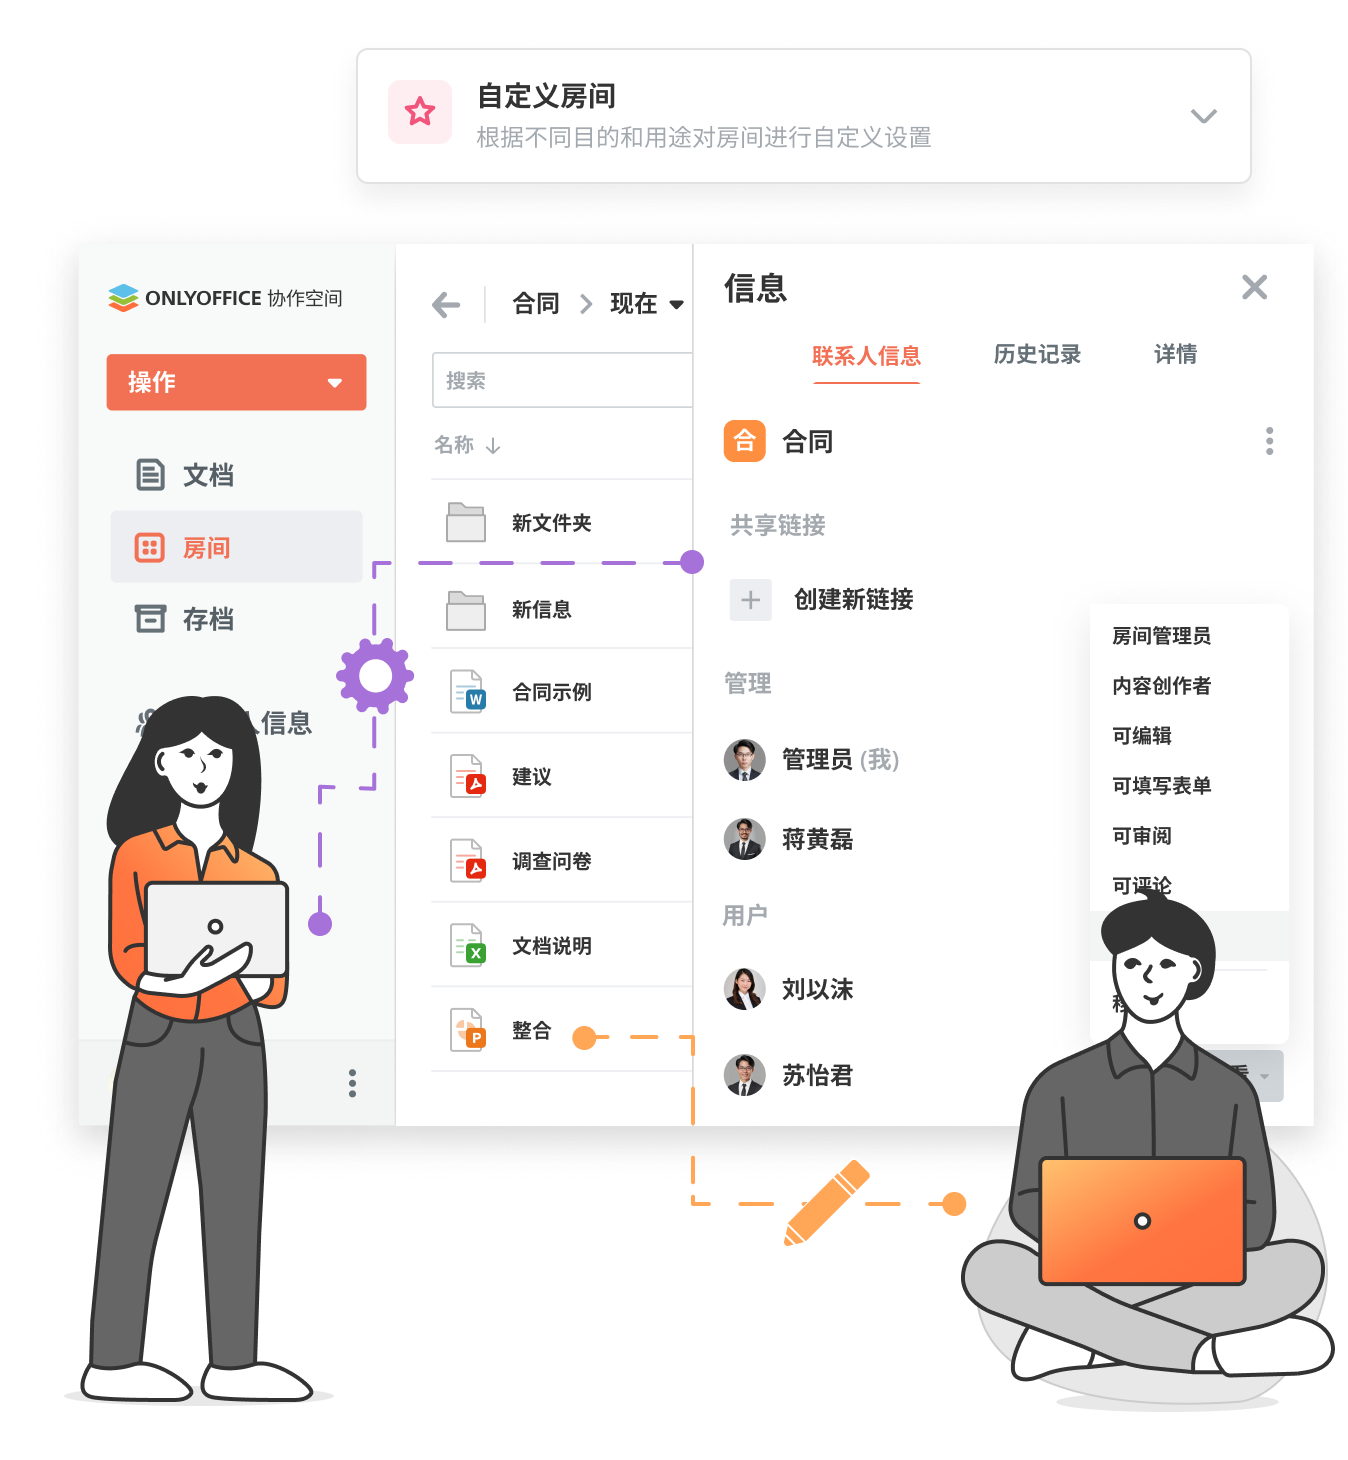 自定义房间
根据不同目的和用途对房间进行自定义设置
ONLYOFFICE 协作空间
操作
文档
房间
存档
人信息
合同
现在
搜索
名称
新文件夹
新信息
合同示例
W
建议
调查问卷
文档说明
X
整合
P
信息
联系人信息
历史记录
详情
合
合同
共享链接
创建新链接
管理
管理员 (我)
蒋黄磊
用户
刘以沫
苏怡君
房间管理员
内容创作者
可编辑
可填写表单
可审阅
可评论